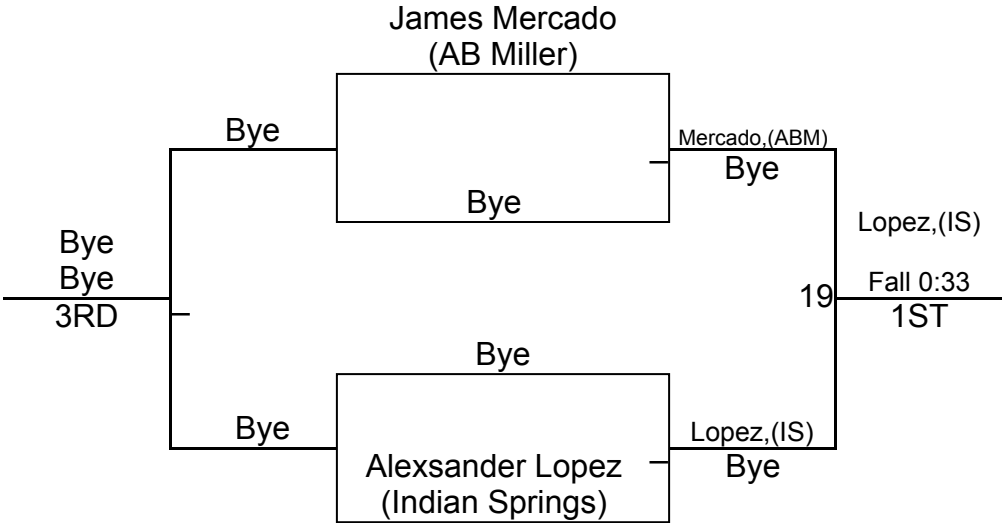 James Mercado
(AB Miller)
Bye
Mercado,(ABM)
Bye
Bye
Lopez,(IS)
Bye
Bye
Fall 0:33
19
3RD
1ST
Bye
Bye
Lopez,(IS)
Bye
Alexsander Lopez
(Indian Springs)